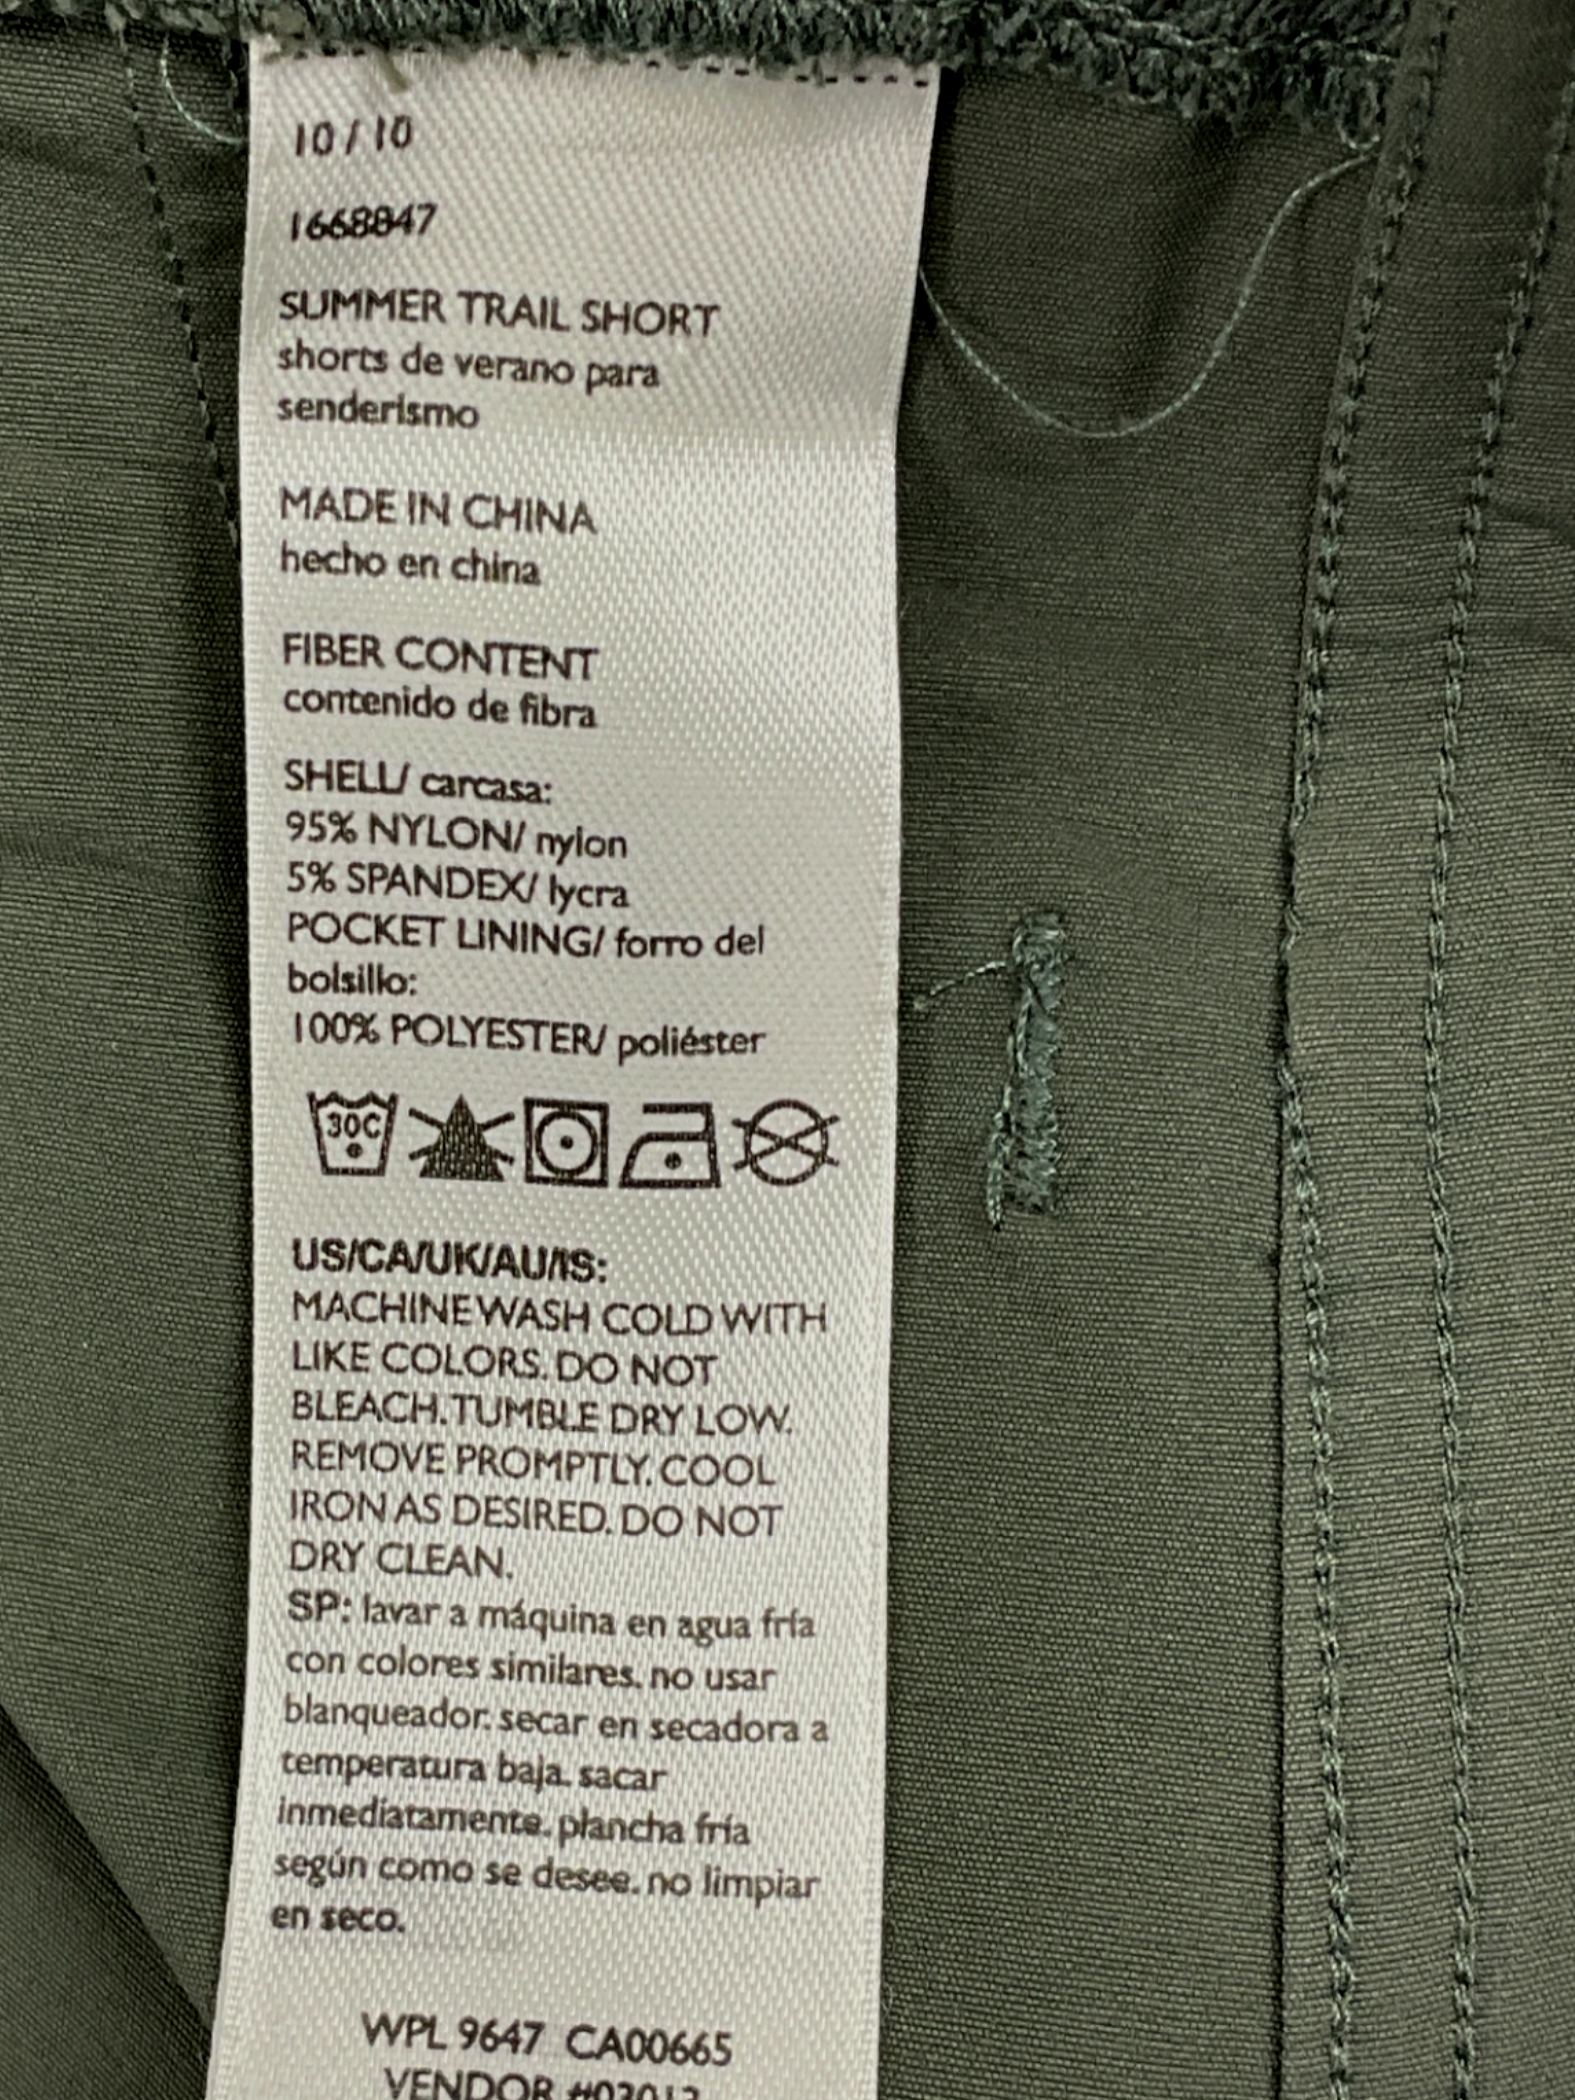 10 / 10
1668847
SUMMER TRAIL SHORT
shorts de verano para
senderismo
MADE IN CHINA
hecho en china
FIBER CONTENT
contenido de fibra
SHELL/ carcasa:
95% NYLON/ nylon
5% SPANDEX/ lycra
POCKET LINING/ forro del
bolsillo:
100% POLYESTER/ poliéster
30C
US/CA/UK/AU/IS:
MACHINE WASH COLD WITH
LIKE COLORS. DO NOT
BLEACH. TUMBLE DRY LOW.
REMOVE PROMPTLY. COOL
IRON AS DESIRED. DO NOT
DRY CLEAN.
SP: lavar a máquina en agua fría
con colores similares. no usar
blanqueador. secar en secadora a
temperatura baja. sacar
inmediatamente. plancha fría
según como se desee. no limpiar
en seco.
WPL 9647 CA00665
VENDOR